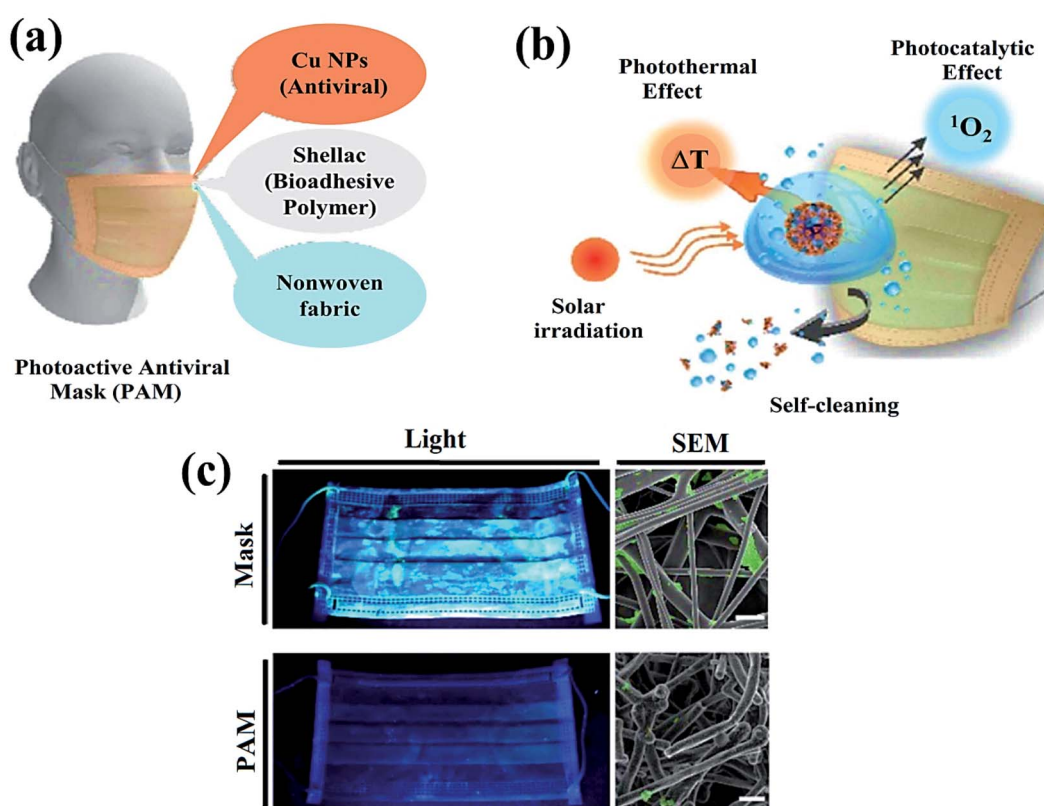 (a)
Cu NPs
(Antiviral)
Shellac
(Bioadhesive
Polymer)
Nonwoven
fabric
Photoactive Antiviral
Mask (PAM)
(b)
Photothermal
Effect
Photocatalytic
Effect
ΔT
¹O₂
Solar
irradiation
Self-cleaning
(c)
Light
SEM
Mask
PAM